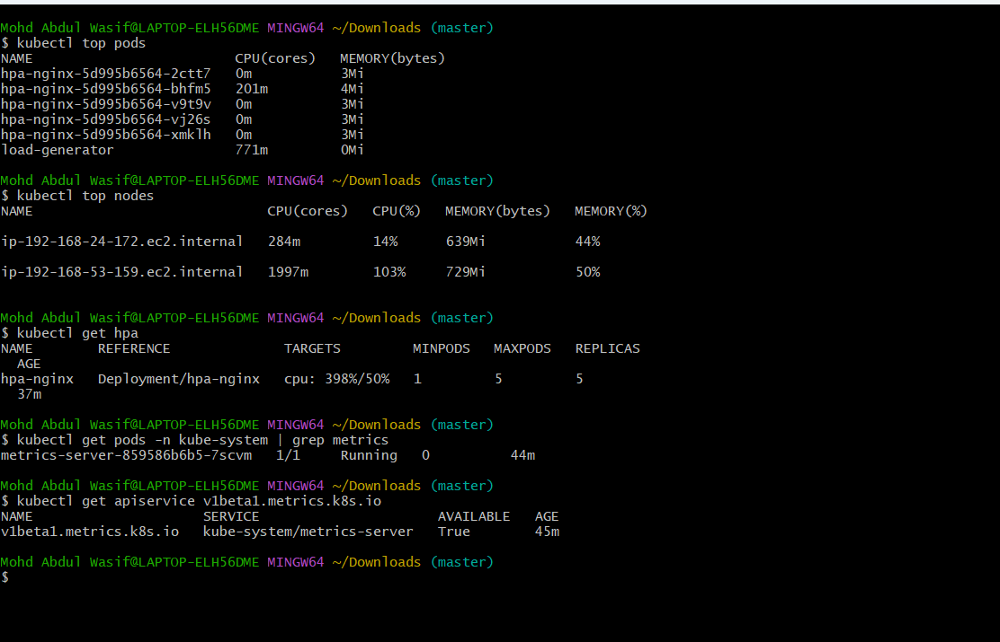 Mohd Abdul Wasif@LAPTOP-ELH56DME MINGW64 ~/Downloads (master)
$ kubectl top pods
NAME                         CPU(cores)   MEMORY(bytes)
hpa-nginx-5d995b6564-2ctt7   0m           3Mi
hpa-nginx-5d995b6564-bhfm5   201m         4Mi
hpa-nginx-5d995b6564-v9t9v   0m           3Mi
hpa-nginx-5d995b6564-vj26s   0m           3Mi
hpa-nginx-5d995b6564-xmklh   0m           3Mi
load-generator               771m         0Mi
Mohd Abdul Wasif@LAPTOP-ELH56DME MINGW64 ~/Downloads (master)
$ kubectl top nodes
NAME                             CPU(cores)   CPU(%)   MEMORY(bytes)   MEMORY(%)
ip-192-168-24-172.ec2.internal   284m         14%      639Mi           44%
ip-192-168-53-159.ec2.internal   1997m        103%     729Mi           50%
Mohd Abdul Wasif@LAPTOP-ELH56DME MINGW64 ~/Downloads (master)
$ kubectl get hpa
NAME        REFERENCE              TARGETS         MINPODS   MAXPODS   REPLICAS
  AGE
hpa-nginx   Deployment/hpa-nginx   cpu: 398%/50%   1         5         5
  37m
Mohd Abdul Wasif@LAPTOP-ELH56DME MINGW64 ~/Downloads (master)
$ kubectl get pods -n kube-system | grep metrics
metrics-server-859586b6b5-7scvm   1/1     Running   0          44m
Mohd Abdul Wasif@LAPTOP-ELH56DME MINGW64 ~/Downloads (master)
$ kubectl get apiservice v1beta1.metrics.k8s.io
NAME                     SERVICE                      AVAILABLE   AGE
v1beta1.metrics.k8s.io   kube-system/metrics-server   True        45m
Mohd Abdul Wasif@LAPTOP-ELH56DME MINGW64 ~/Downloads (master)
$